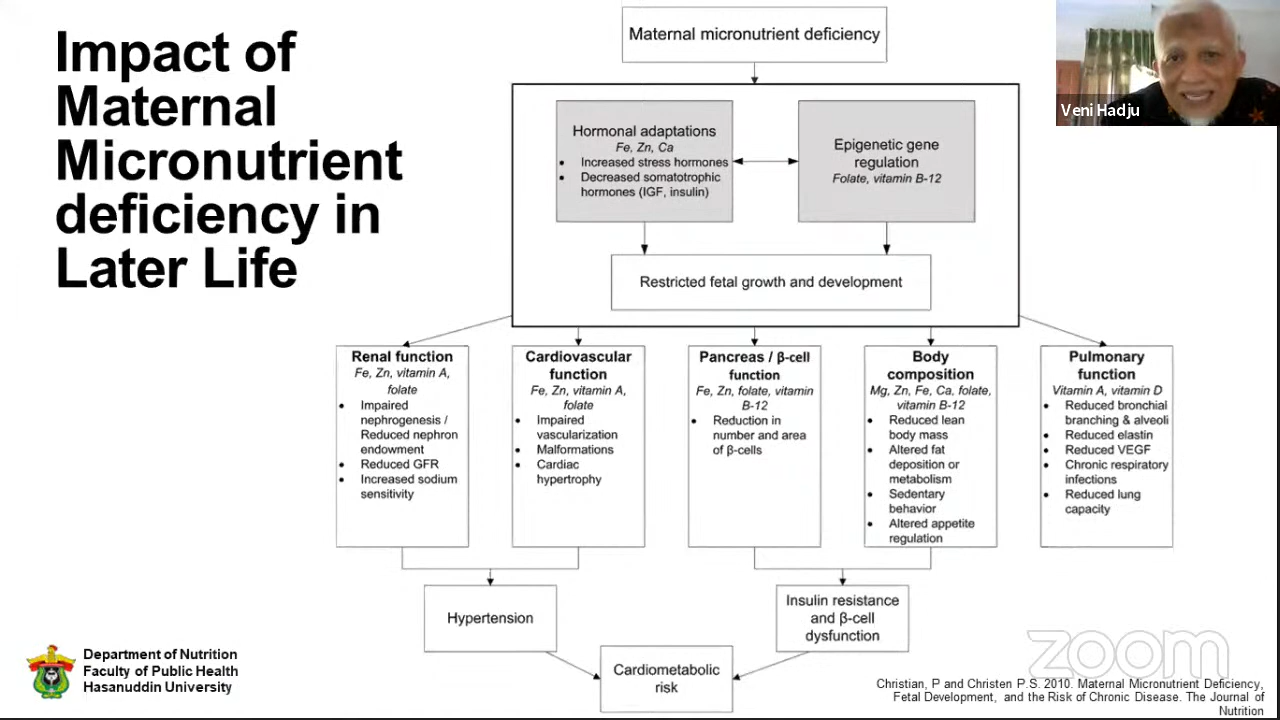 Impact of
Maternal
Micronutrient
deficiency in
Later Life
Maternal micronutrient deficiency
Veni Hadju
Hormonal adaptations
Fe, Zn, Ca
• Increased stress hormones
• Decreased somatotrophic
hormones (IGF, insulin)
Epigenetic gene
regulation
Folate, vitamin B-12
Restricted fetal growth and development
Renal function
Fe, Zn, vitamin A,
folate
• Impaired
nephrogenesis /
Reduced nephron
endowment
• Reduced GFR
• Increased sodium
sensitivity
Cardiovascular
function
Fe, Zn, vitamin A,
folate
• Impaired
vascularization
• Malformations
• Cardiac
hypertrophy
Pancreas / β-cell
function
Fe, Zn, folate, vitamin
B-12
• Reduction in
number and area
of β-cells
Body
composition
Mg, Zn, Fe, Ca, folate,
vitamin B-12
• Reduced lean
body mass
• Altered fat
deposition or
metabolism
• Sedentary
behavior
• Altered appetite
regulation
Pulmonary
function
Vitamin A, vitamin D
• Reduced bronchial
branching & alveoli
• Reduced elastin
• Reduced VEGF
• Chronic respiratory
infections
• Reduced lung
capacity
Hypertension
Insulin resistance
and β-cell
dysfunction
Cardiometabolic
risk
Department of Nutrition
Faculty of Public Health
Hasanuddin University
zoom
Christian, P and Christen P.S. 2010. Maternal Micronutrient Deficiency,
Fetal Development, and the Risk of Chronic Disease. The Journal of
Nutrition